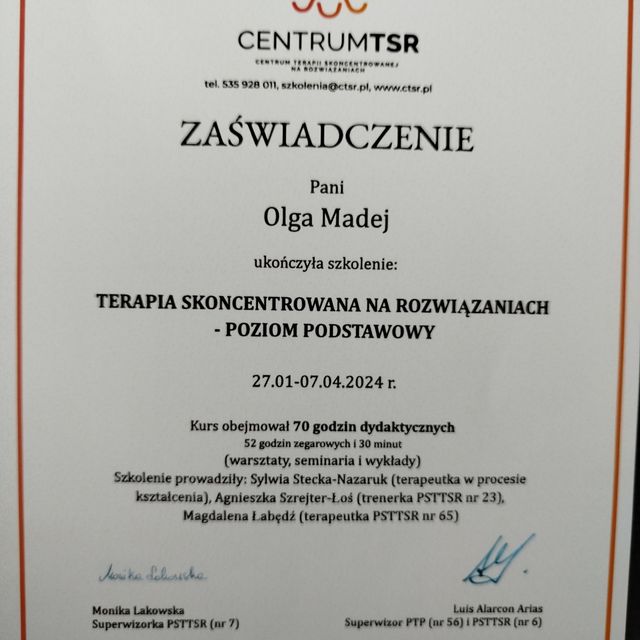 CENTRUMTSR
CENTRUM TERAPII SKONCENTROWANEJ
NA ROZWIĄZANIACH
tel. 535 928 011, szkolenia@ctsr.pl, www.ctsr.pl
ZAŚWIADCZENIE
Pani
Olga Madej
ukończyła szkolenie:
TERAPIA SKONCENTROWANA NA ROZWIĄZANIACH
- POZIOM PODSTAWOWY
27.01-07.04.2024 r.
Kurs obejmował 70 godzin dydaktycznych
52 godzin zegarowych i 30 minut
(warsztaty, seminaria i wykłady)
Szkolenie prowadziły: Sylwia Stecka-Nazaruk (terapeutka w procesie
kształcenia), Agnieszka Szrejter-Łoś (trenerka PSTTSR nr 23),
Magdalena Łabędź (terapeutka PSTTSR nr 65)
Monika Lakowska
Monika Lakowska
Superwizorka PSTTSR (nr 7)
Luis Alarcon Arias
Superwizor PTP (nr 56) i PSTTSR (nr 6)